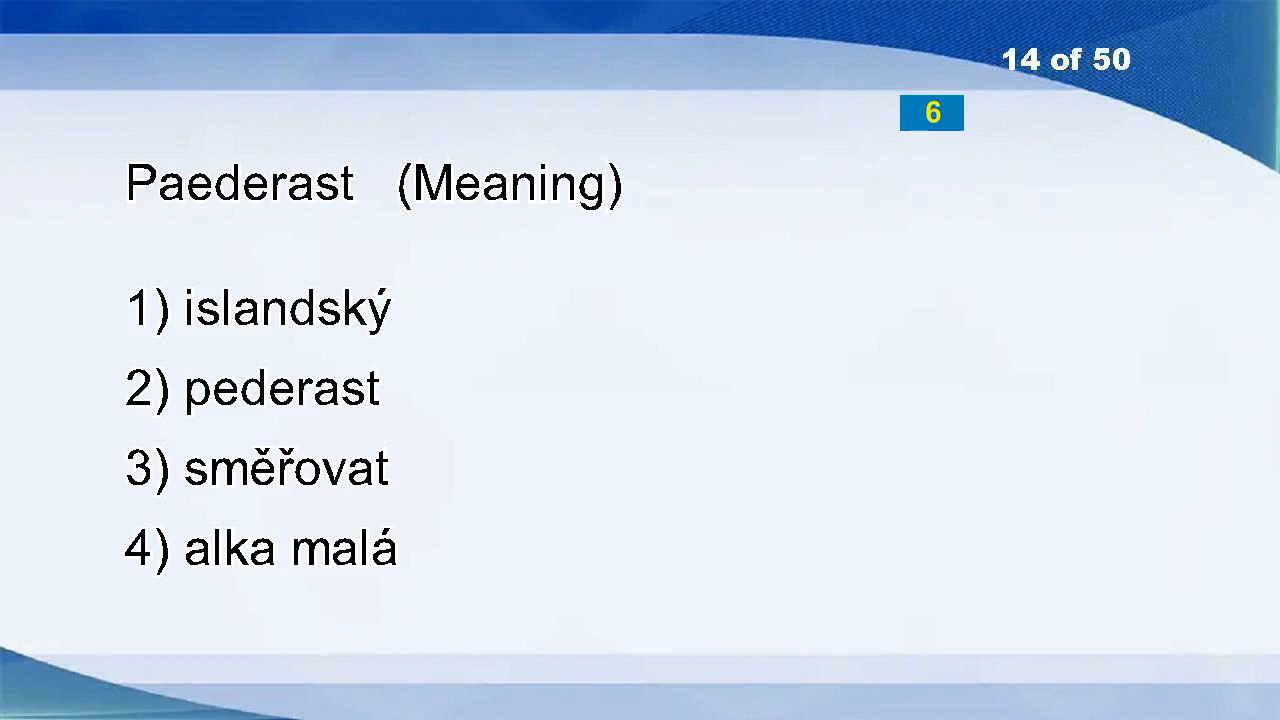 14 of 50
6
Paederast (Meaning)
1) islandský
2) pederast
3) směřovat
4) alka malá